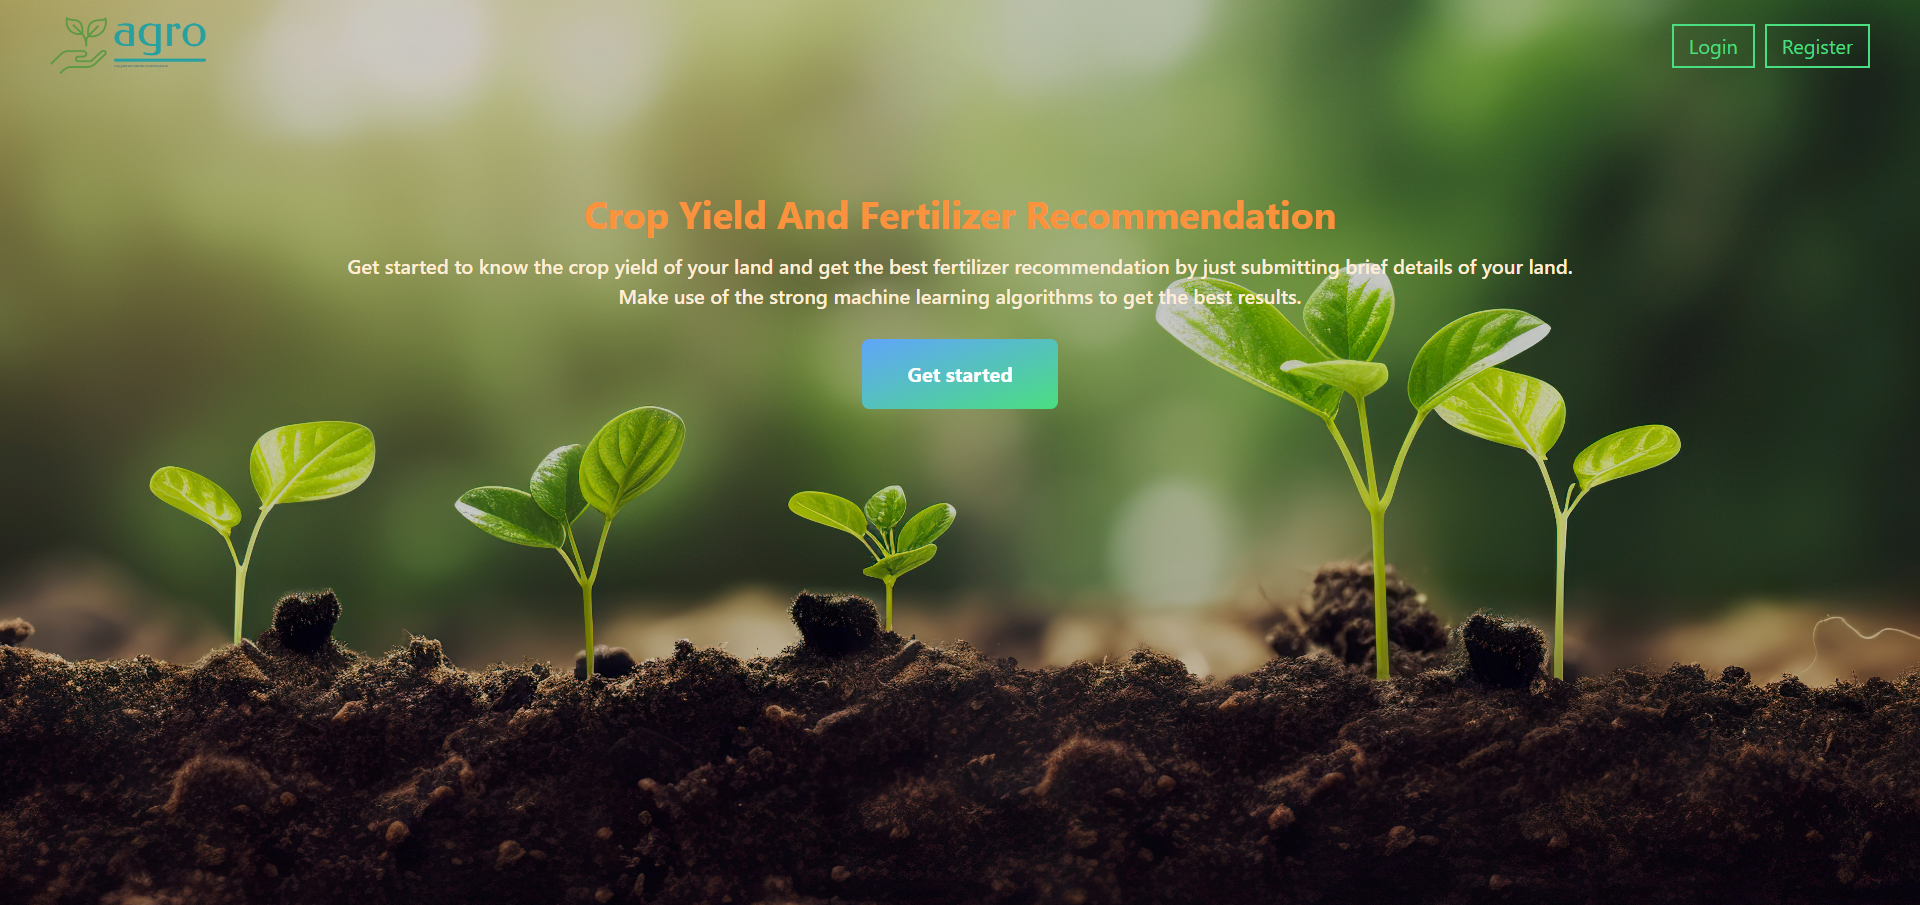 agro
Login
Register
Crop Yield And Fertilizer Recommendation
Get started to know the crop yield of your land and get the best fertilizer recommendation by just submitting brief details of your land.
Make use of the strong machine learning algorithms to get the best results.
Get started